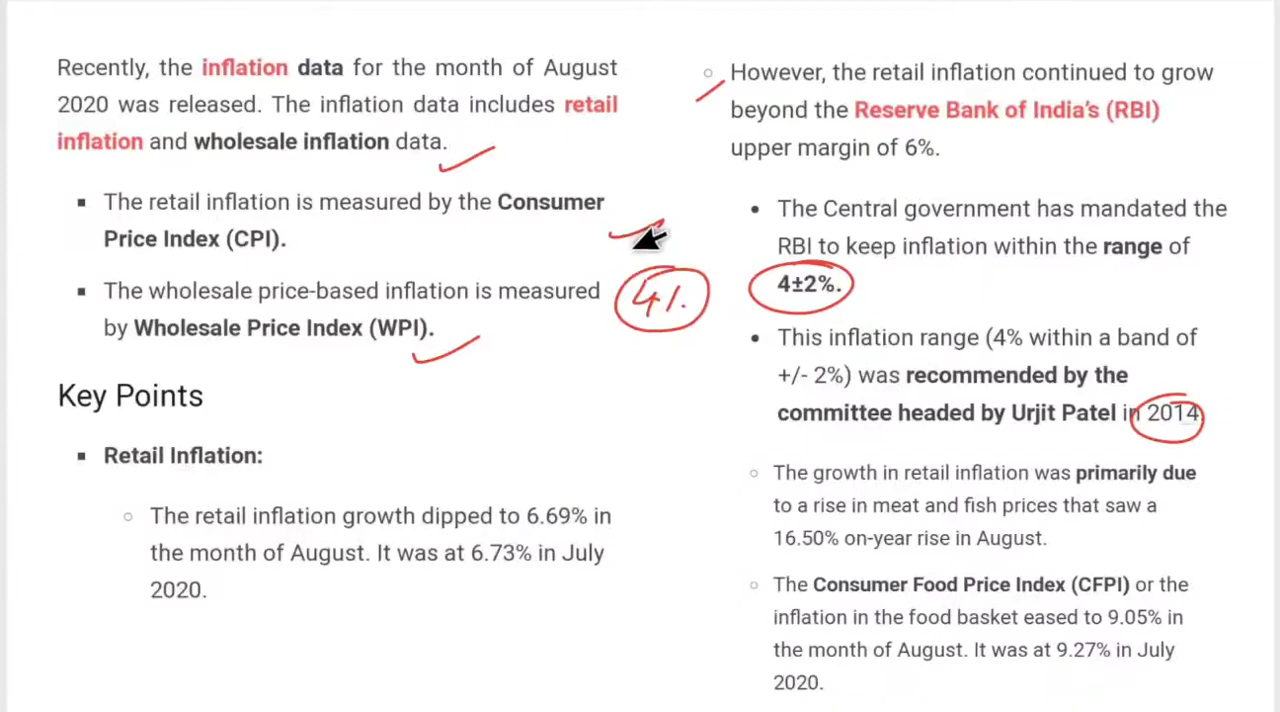 Recently, the inflation data for the month of August
2020 was released. The inflation data includes retail
inflation and wholesale inflation data.
▪ The retail inflation is measured by the Consumer
Price Index (CPI).
▪ The wholesale price-based inflation is measured
by Wholesale Price Index (WPI).
4%.
Key Points
▪ Retail Inflation:
○ The retail inflation growth dipped to 6.69% in
the month of August. It was at 6.73% in July
2020.
○ However, the retail inflation continued to grow
beyond the Reserve Bank of India's (RBI)
upper margin of 6%.
• The Central government has mandated the
RBI to keep inflation within the range of
4±2%.
• This inflation range (4% within a band of
+/- 2%) was recommended by the
committee headed by Urjit Patel in 2014
○ The growth in retail inflation was primarily due
to a rise in meat and fish prices that saw a
16.50% on-year rise in August.
○ The Consumer Food Price Index (CFPI) or the
inflation in the food basket eased to 9.05% in
the month of August. It was at 9.27% in July
2020.